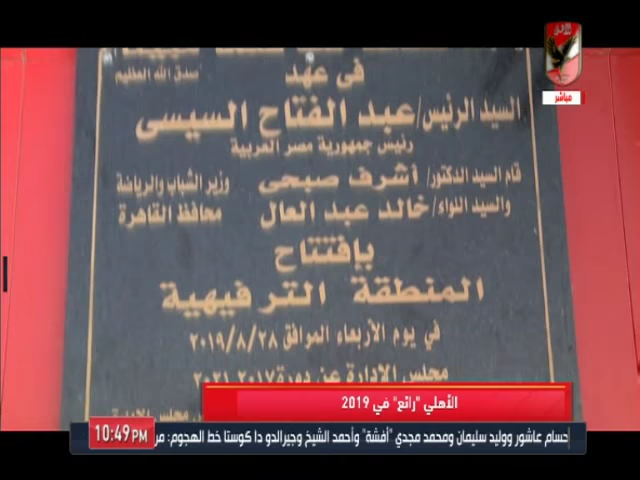 صدق الله العظيم
فى عهد
السيد الرئيس/ عبد الفتاح السيسى
رئيس جمهورية مصر العربية
قام السيد الدكتور/ أشرف صبحى وزير الشباب والرياضة
والسيد اللواء/ خالد عبد العال محافظ القاهرة
بإفتتاح
المنطقة الترفيهية
في يوم الأربعاء الموافق ٢٠١٩/٨/٢٨
مجلس الإدارة عن دورة ٢٠١٧-٢٠٢١
مباشر
الأهلي "رائع" في 2019
حسام عاشور ووليد سليمان ومحمد مجدي "أفشة" وأحمد الشيخ وجيرالدو دا كوستا خط الهجوم: مر
10:49 PM